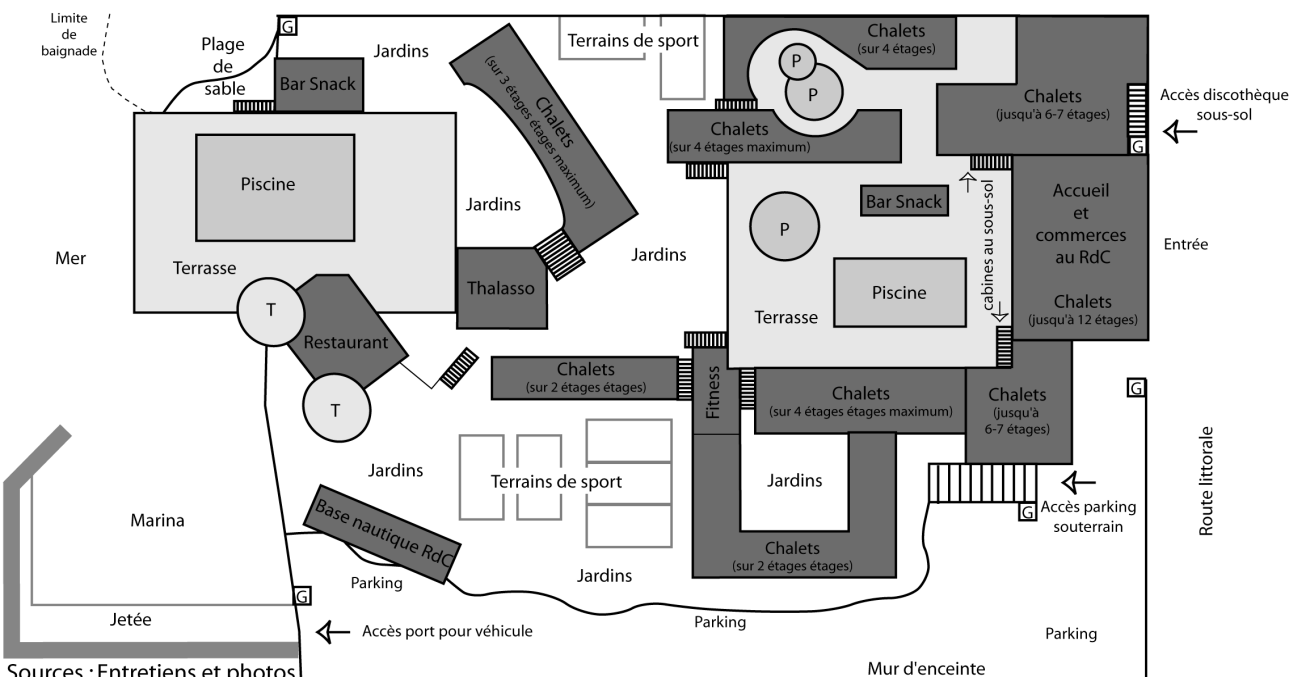 Limite
de
baignade
Plage
de
sable
G
Jardins
Bar Snack
Terrains de sport
Chalets
(sur 3 étages étages maximum)
Chalets
(sur 4 étages)
P
P
Chalets
(sur 4 étages maximum)
Chalets
(jusqu'à 6-7 étages)
G
Accès discothèque
sous-sol
Piscine
Jardins
Jardins
Mer
Terrasse
T
Restaurant
T
Thalasso
P
Bar Snack
cabines au sous-sol
Piscine
Terrasse
Accueil
et
commerces
au RdC
Chalets
(jusqu'à 12 étages)
Entrée
Chalets
(sur 2 étages étages)
Fitness
Chalets
(sur 4 étages étages maximum)
Chalets
(jusqu'à
6-7 étages)
G
Route littorale
Jardins
Terrains de sport
Jardins
Accès parking
souterrain
G
Marina
Base nautique RdC
Chalets
(sur 2 étages étages)
Parking
Jardins
G
Jetée
Accès port pour véhicule
Parking
Parking
Mur d'enceinte
Sources : Entretiens et photos